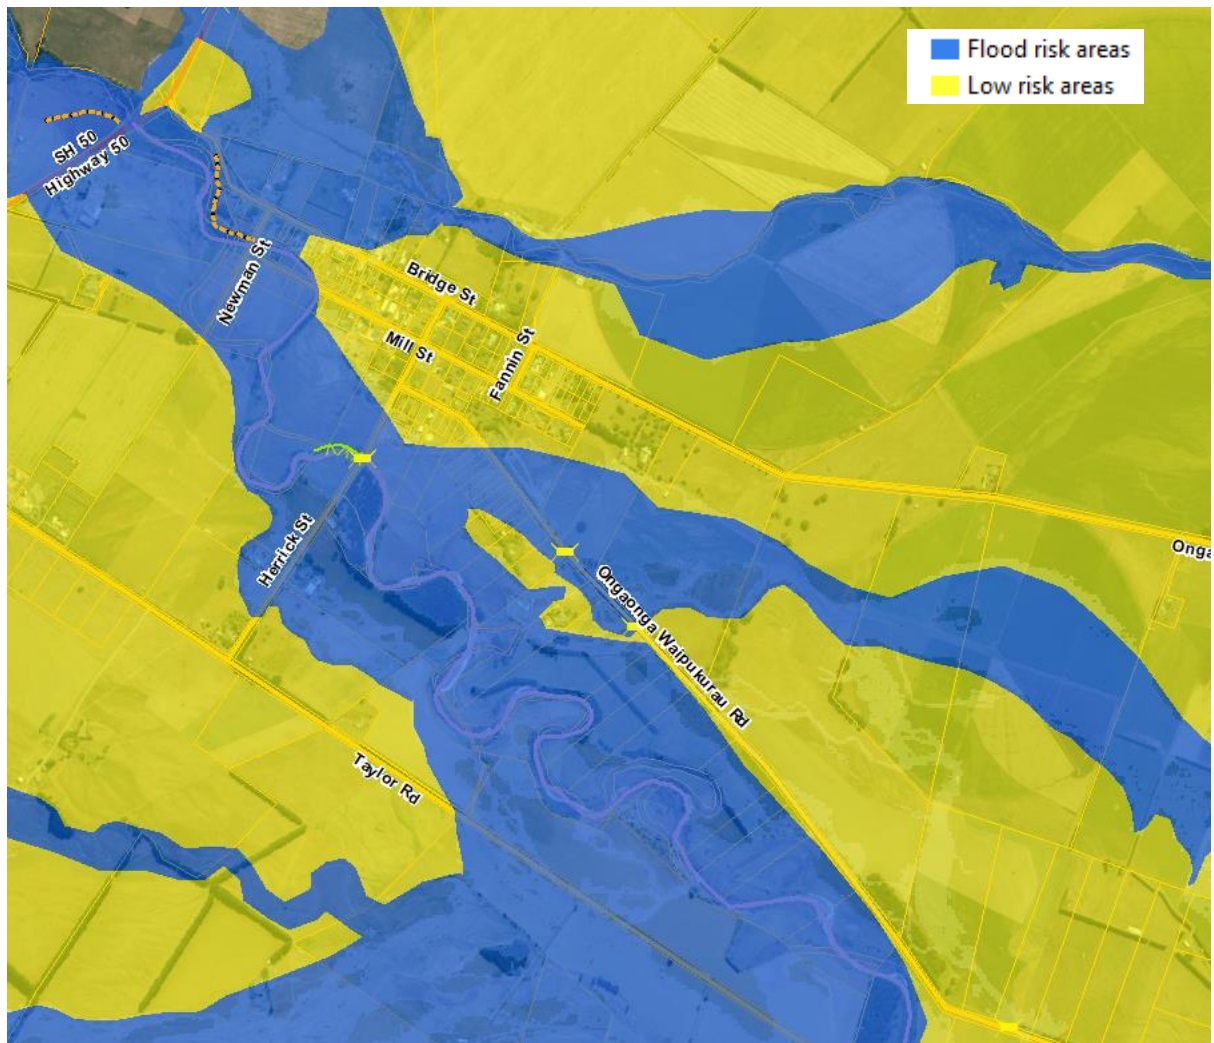 Flood risk areas
Low risk areas
SH 50
Highway 50
Newman St
Bridge St
Mill St
Fannin St
Herrick St
Onga
Ongaonga Waipukurau Rd
Taylor Rd